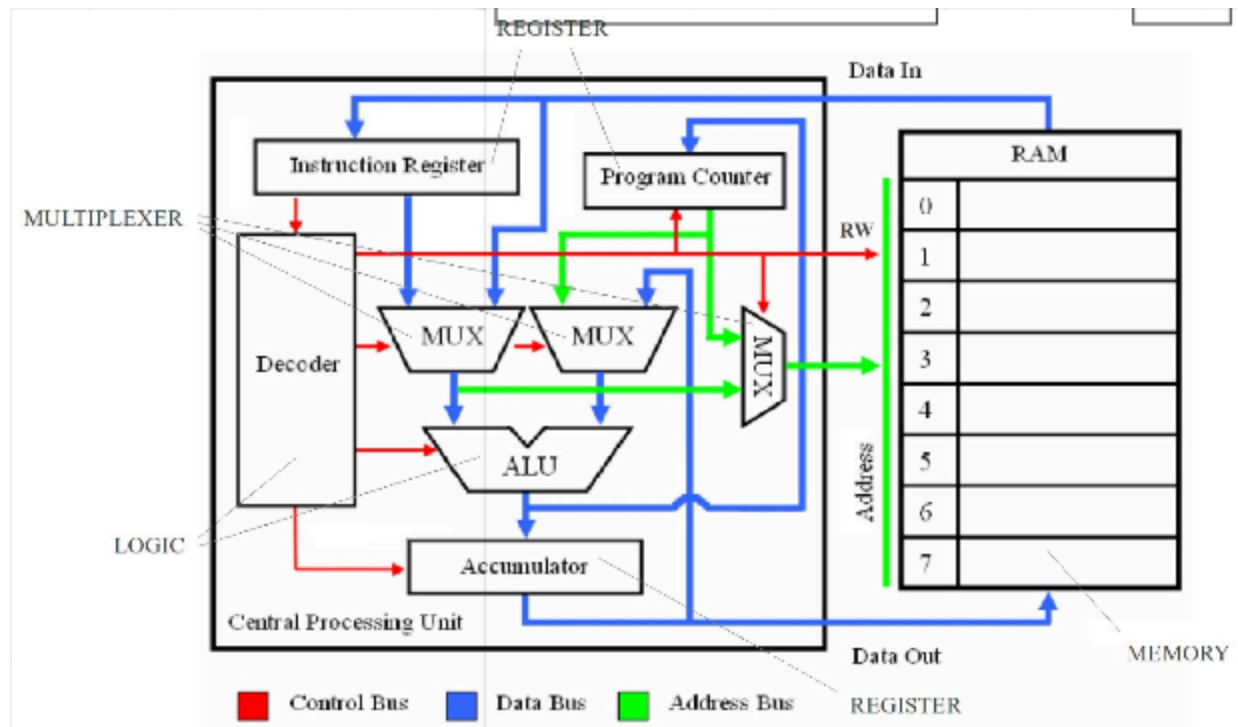 REGISTER
Data In
Instruction Register
Program Counter
RAM
MULTIPLEXER
RW
0
1
2
3
4
5
6
7
MUX
MUX
MUX
Decoder
ALU
Address
LOGIC
Accumulator
Central Processing Unit
Data Out
MEMORY
REGISTER
Control Bus
Data Bus
Address Bus